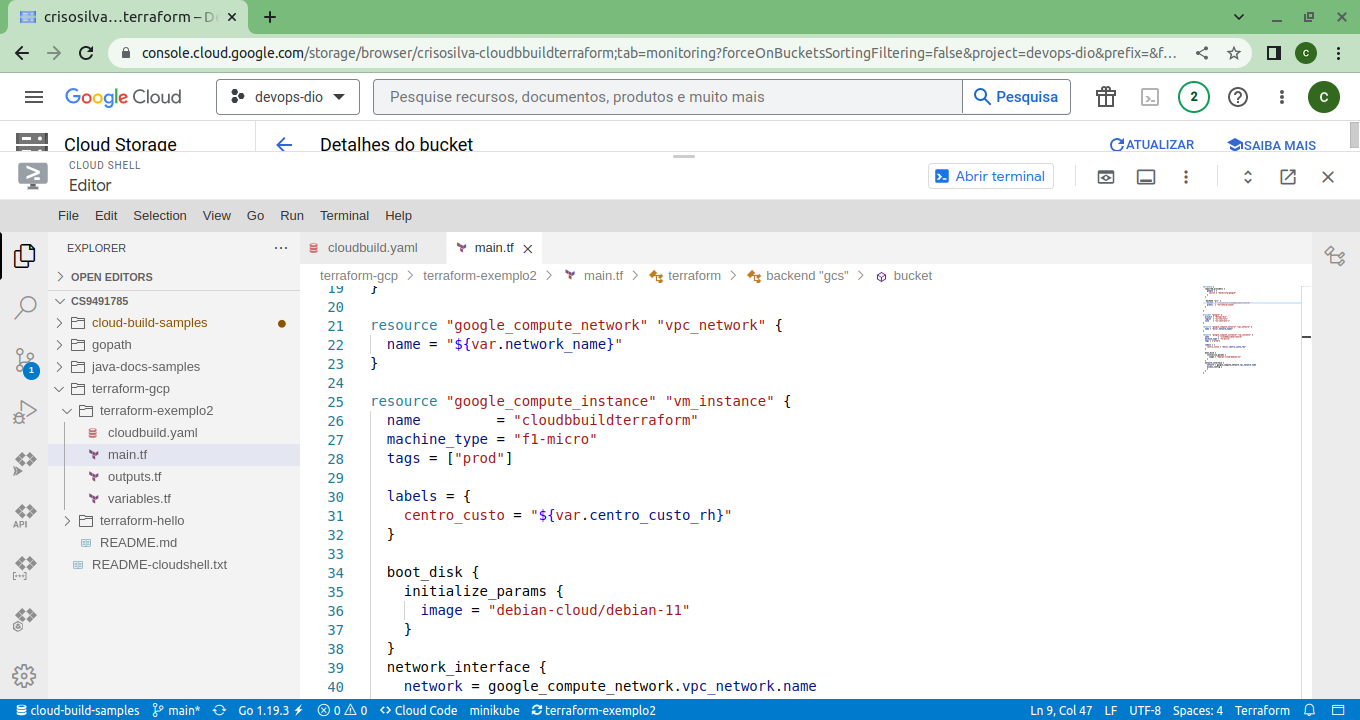 crisosilva…terraform – De
console.cloud.google.com/storage/browser/crisosilva-cloudbbuildterraform;tab=monitoring?forceOnBucketsSortingFiltering=false&project=devops-dio&prefix=&f…
C
Google Cloud
devops-dio
Pesquise recursos, documentos, produtos e muito mais
Pesquisa
2
C
Cloud Storage
Detalhes do bucket
ATUALIZAR
SAIBA MAIS
CLOUD SHELL
Editor
Abrir terminal
File Edit Selection View Go Run Terminal Help
EXPLORER
cloudbuild.yaml
main.tf
OPEN EDITORS
terraform-gcp > terraform-exemplo2 > main.tf > terraform > backend "gcs" > bucket
CS9491785
cloud-build-samples
gopath
java-docs-samples
terraform-gcp
terraform-exemplo2
cloudbuild.yaml
main.tf
outputs.tf
variables.tf
terraform-hello
README.md
README-cloudshell.txt
1
API
19 }
20
21 resource "google_compute_network" "vpc_network" {
22 name = "${var.network_name}"
23 }
24
25 resource "google_compute_instance" "vm_instance" {
26 name         = "cloudbbuildterraform"
27 machine_type = "f1-micro"
28 tags = ["prod"]
29
30 labels = {
31 centro_custo = "${var.centro_custo_rh}"
32 }
33
34 boot_disk {
35 initialize_params {
36 image = "debian-cloud/debian-11"
37 }
38 }
39 network_interface {
40 network = google_compute_network.vpc_network.name
cloud-build-samples main* Go 1.19.3 0 0 Cloud Code minikube terraform-exemplo2 Ln 9, Col 47 LF UTF-8 Spaces: 4 Terraform